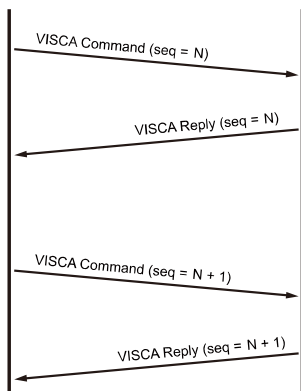 VISCA Command (seq = N)
VISCA Reply (seq = N)
VISCA Command (seq = N + 1)
VISCA Reply (seq = N + 1)